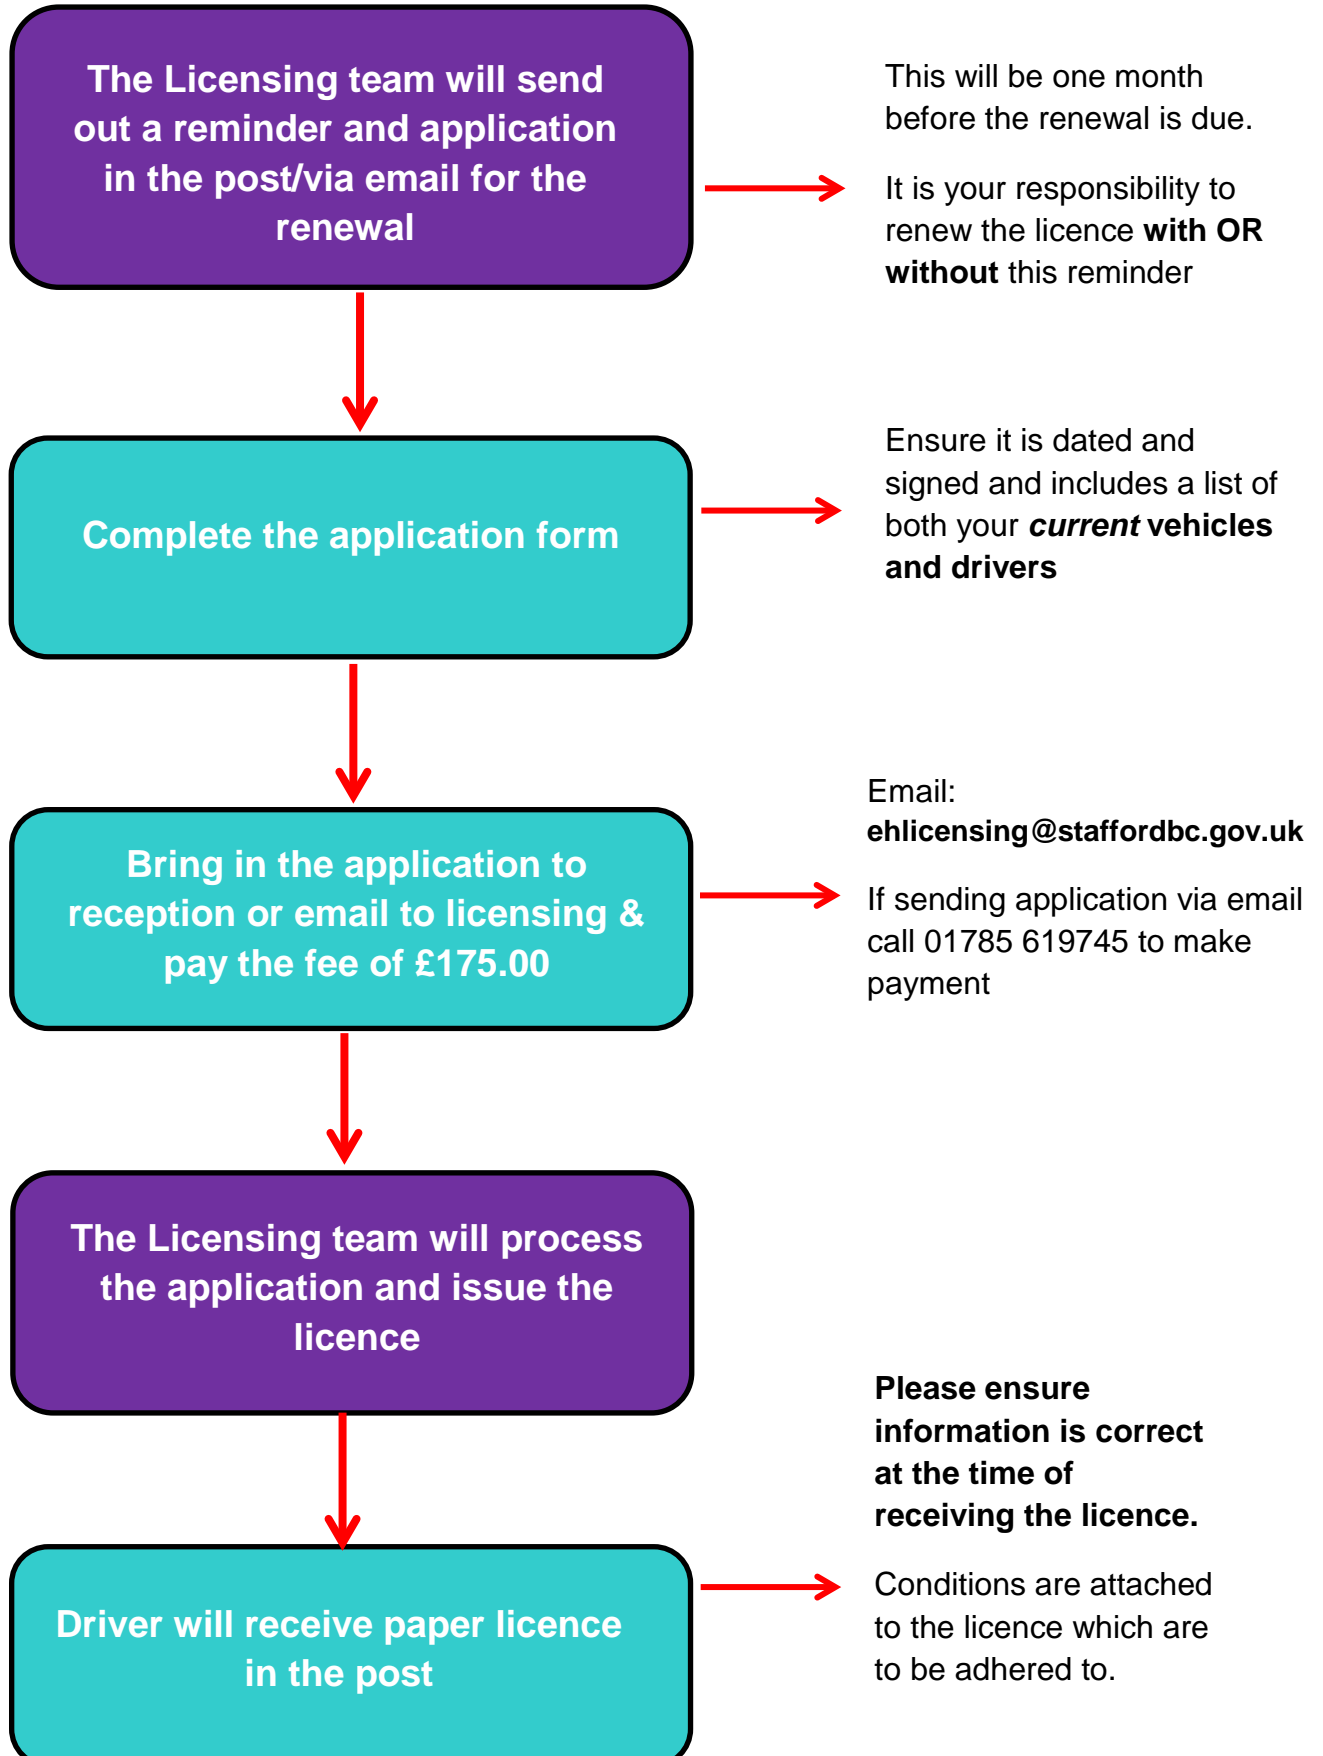 The Licensing team will send
out a reminder and application
in the post/via email for the
renewal
This will be one month
before the renewal is due.
It is your responsibility to
renew the licence with OR
without this reminder
Complete the application form
Ensure it is dated and
signed and includes a list of
both your current vehicles
and drivers
Bring in the application to
reception or email to licensing &
pay the fee of £175.00
Email:
ehlicensing@staffordbc.gov.uk
If sending application via email
call 01785 619745 to make
payment
The Licensing team will process
the application and issue the
licence
Driver will receive paper licence
in the post
Please ensure
information is correct
at the time of
receiving the licence.
Conditions are attached
to the licence which are
to be adhered to.